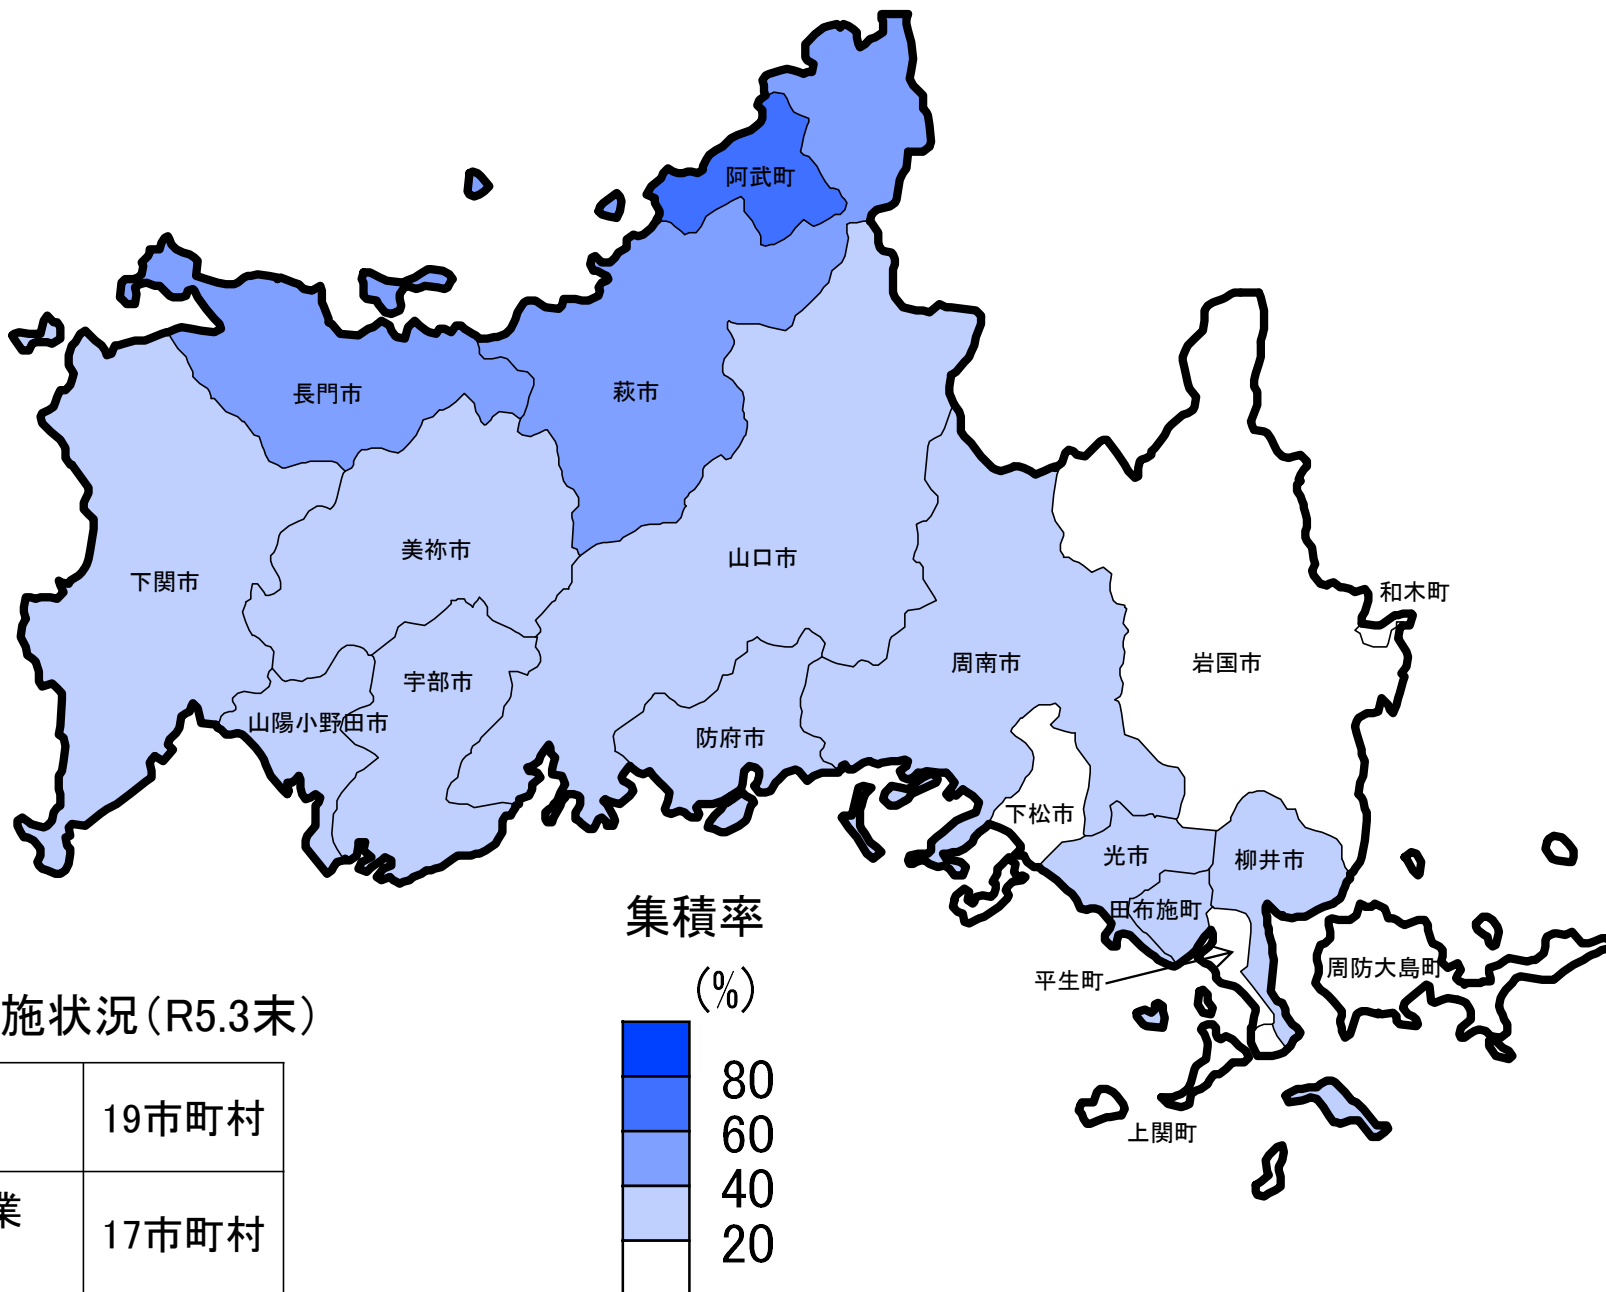 阿武町
長門市
萩市
美祢市
山口市
下関市
和木町
周南市
岩国市
宇部市
山陽小野田市
防府市
下松市
光市
柳井市
田布施町
周防大島町
平生町
上関町
集積率
(%)
80
60
40
20
施状況(R5.3末)
19市町村
業
17市町村